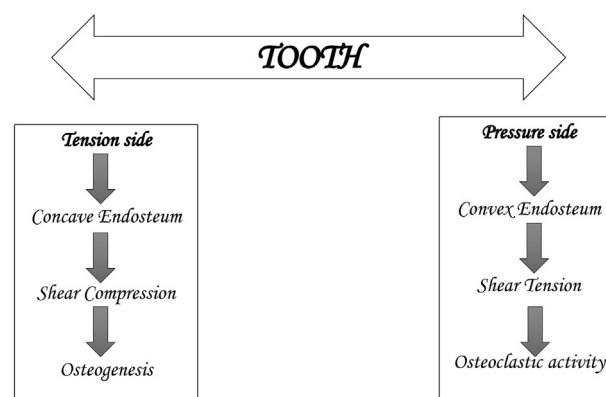 TOOTH
Tension side
Concave Endosteum
Shear Compression
Osteogenesis
Pressure side
Convex Endosteum
Shear Tension
Osteoclastic activity